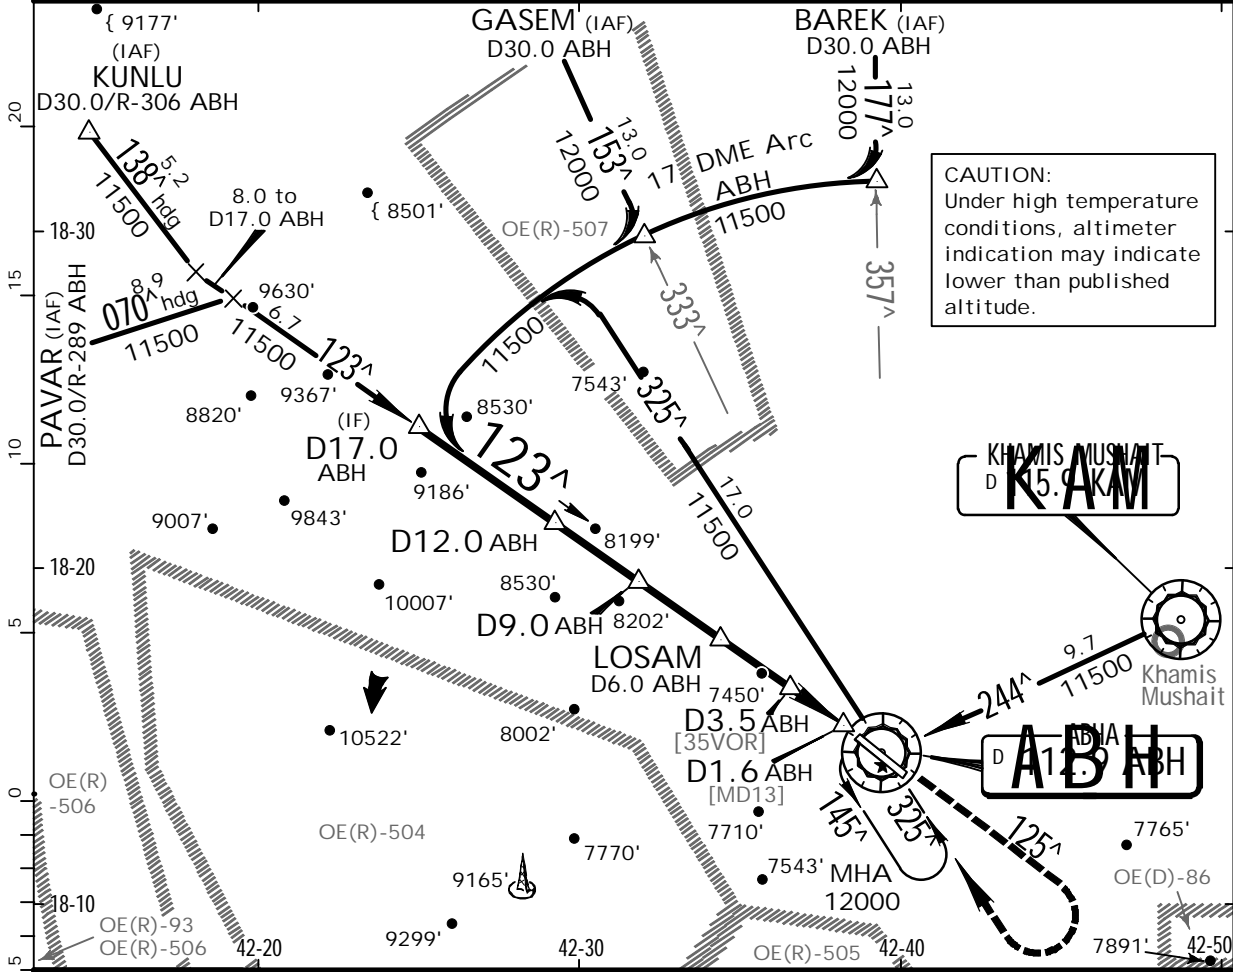 { 9177'
(IAF)
KUNLU
D30.0/R-306 ABH
GASEM (IAF)
D30.0 ABH
BAREK (IAF)
D30.0 ABH
13.0
177^
12000
13.0
153^
12000
17 DME Arc
ABH
11500
5.2
138^ hdg
11500
8.0 to
D17.0 ABH
{ 8501'
OE(R)-507
CAUTION:
Under high temperature
conditions, altimeter
indication may indicate
lower than published
altitude.
20
18-30
15
PAVAR (IAF)
D30.0/R-289 ABH
8.9
070^ hdg
11500
9630'
6.7
11500
123^
11500
333^
357^
7543'
325^
17.0
11500
9367'
8820'
(IF)
D17.0
ABH
8530'
123^
9186'
10
9843'
9007'
D12.0 ABH
8199'
KHAMIS MUSHAIT
D 115.9 KAM
KAM
18-20
10007'
8530'
8202'
D9.0 ABH
5
LOSAM
D6.0 ABH
7450'
D3.5 ABH
[35VOR]
D1.6 ABH
[MD13]
9.7
244^
11500
Khamis
Mushait
ABHA
D 112.9 ABH
ABH
10522'
8002'
OE(R)
-506
0
OE(R)-504
7770'
7710'
145^
325^
125^
7765'
9165'
7543'
MHA
12000
OE(D)-86
18-10
OE(R)-93
OE(R)-506
9299'
OE(R)-505
7891'
5
42-20
42-30
42-40
42-50